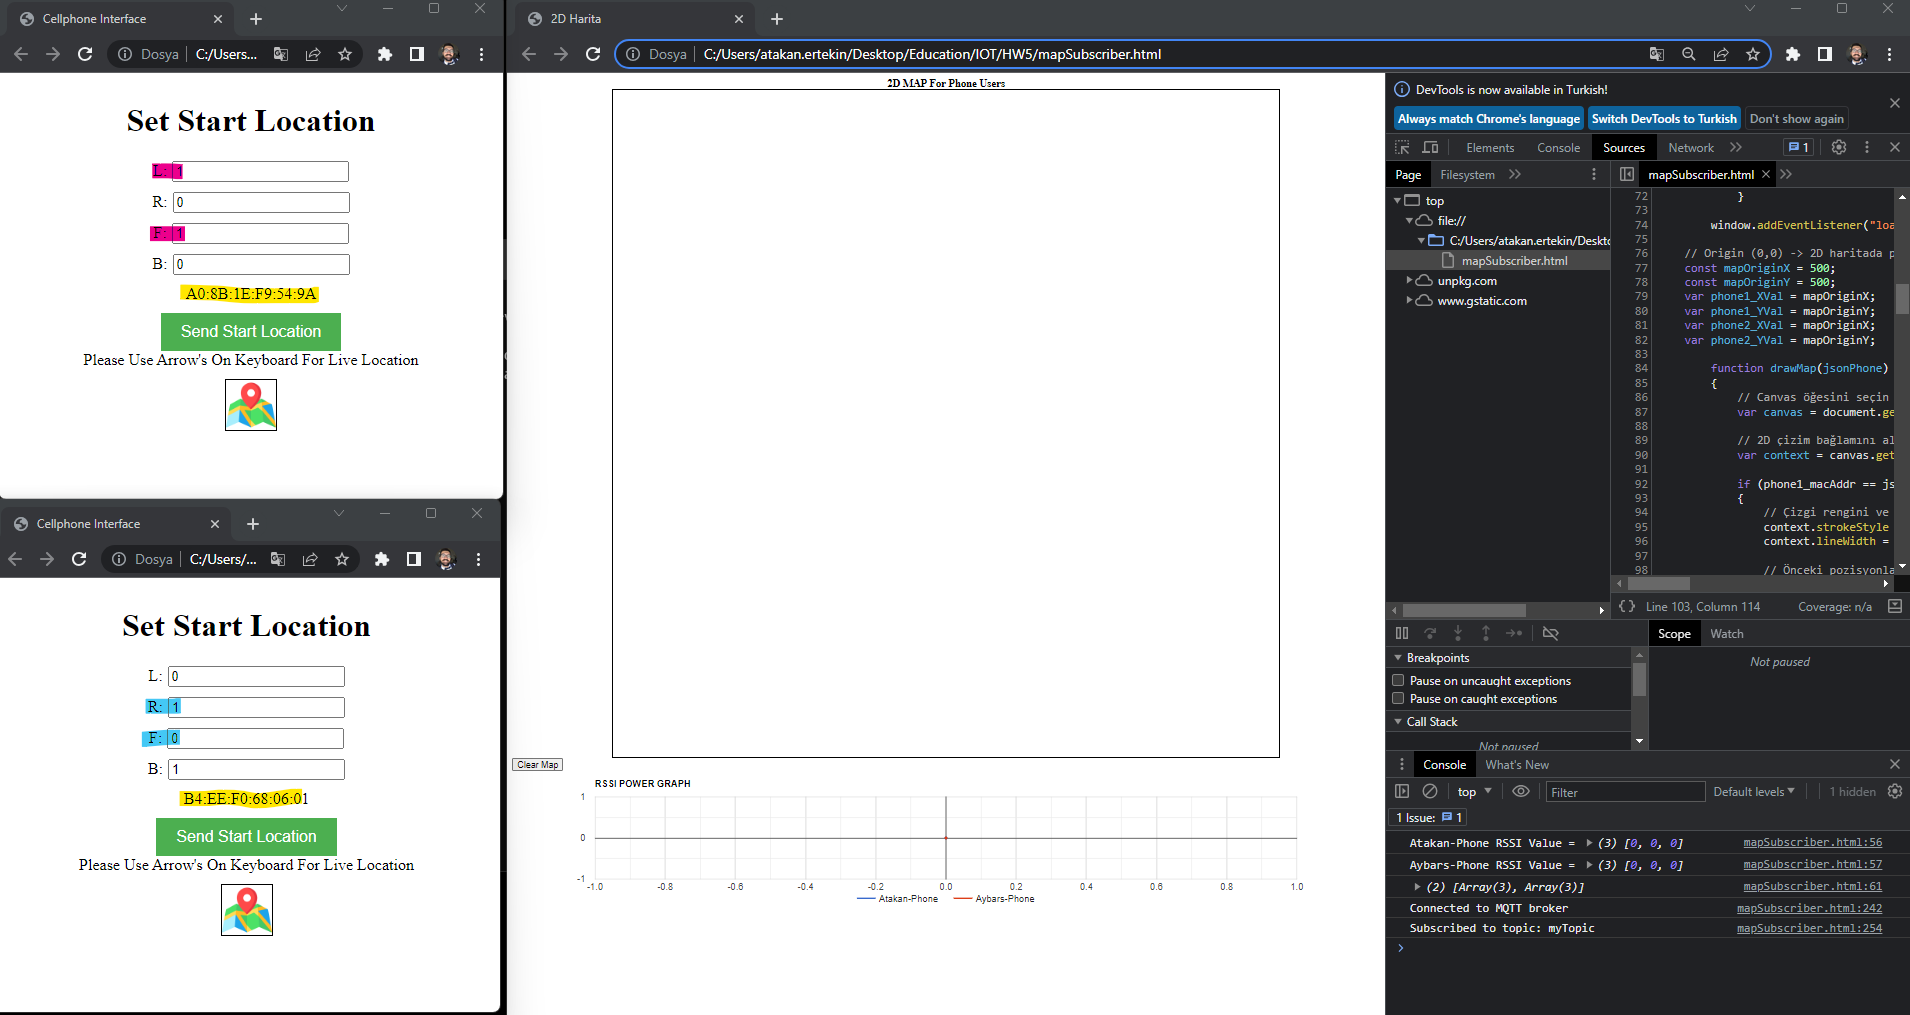 Cellphone Interface
Dosya
C:/Users...
Set Start Location
L: 1
R: 0
F: 1
B: 0
A0:8B:1E:F9:54:9A
Send Start Location
Please Use Arrow's On Keyboard For Live Location
Cellphone Interface
Dosya
C:/Users/...
Set Start Location
L: 0
R: 1
F: 0
B: 1
B4:EE:F0:68:06:01
Send Start Location
Please Use Arrow's On Keyboard For Live Location
2D Harita
Dosya
C:/Users/atakan.ertekin/Desktop/Education/IOT/HW5/mapSubscriber.html
2D MAP For Phone Users
Clear Map
RSSI POWER GRAPH
1
0
-1
-1.0 -0.8 -0.6 -0.4 -0.2 0.0 0.2 0.4 0.6 0.8 1.0
Atakan-Phone Aybars-Phone
DevTools is now available in Turkish!
Always match Chrome's language Switch DevTools to Turkish Don't show again
Elements Console Sources Network 1
Page Filesystem
top
file://
C:/Users/atakan.ertekin/Deskto
mapSubscriber.html
unpkg.com
www.gstatic.com
mapSubscriber.html
72 }
73
74 window.addEventListener("loa
75
76 // Origin (0,0) -> 2D haritada p
77 const mapOriginX = 500;
78 const mapOriginY = 500;
79 var phone1_XVal = mapOriginX;
80 var phone1_YVal = mapOriginY;
81 var phone2_XVal = mapOriginX;
82 var phone2_YVal = mapOriginY;
83
84 function drawMap(jsonPhone)
85 {
86 // Canvas öğesini seçin
87 var canvas = document.ge
88
89 // 2D çizim bağlamını al
90 var context = canvas.get
91
92 if (phone1_macAddr == js
93 {
94 // Çizgi rengini ve
95 context.strokeStyle
96 context.lineWidth =
97
98 // Önceki pozisyonla
{} Line 103, Column 114 Coverage: n/a
Breakpoints
Pause on uncaught exceptions
Pause on caught exceptions
Call Stack
Not paused
Scope Watch
Not paused
Console What's New
top Filter Default levels 1 hidden
1 Issue: 1
Atakan-Phone RSSI Value = (3) [0, 0, 0] mapSubscriber.html:56
Aybars-Phone RSSI Value = (3) [0, 0, 0] mapSubscriber.html:57
(2) [Array(3), Array(3)] mapSubscriber.html:61
Connected to MQTT broker mapSubscriber.html:242
Subscribed to topic: myTopic mapSubscriber.html:254